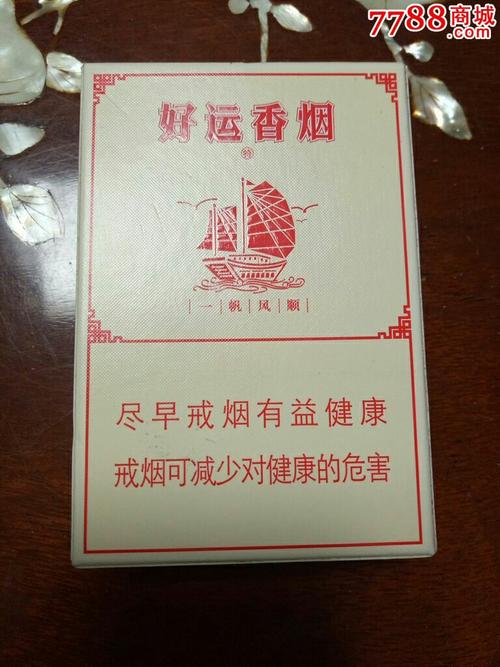 7788商城
好运香烟
一帆风顺
尽早戒烟有益健康
戒烟可减少对健康的危害